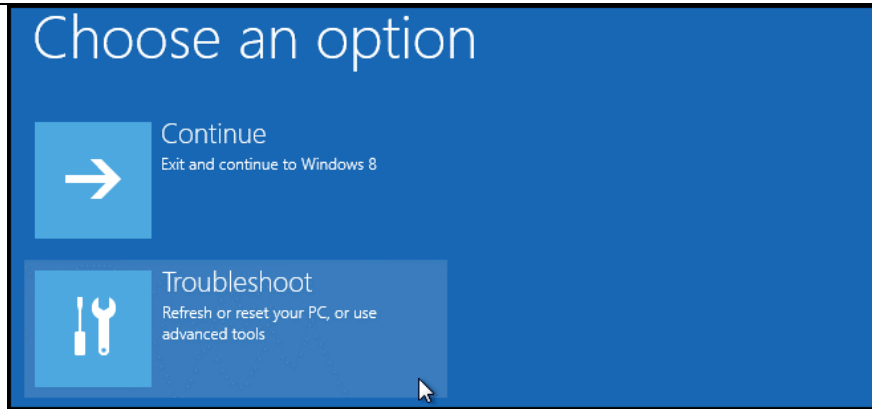 Choose an option
Continue
Exit and continue to Windows 8
Troubleshoot
Refresh or reset your PC, or use
advanced tools